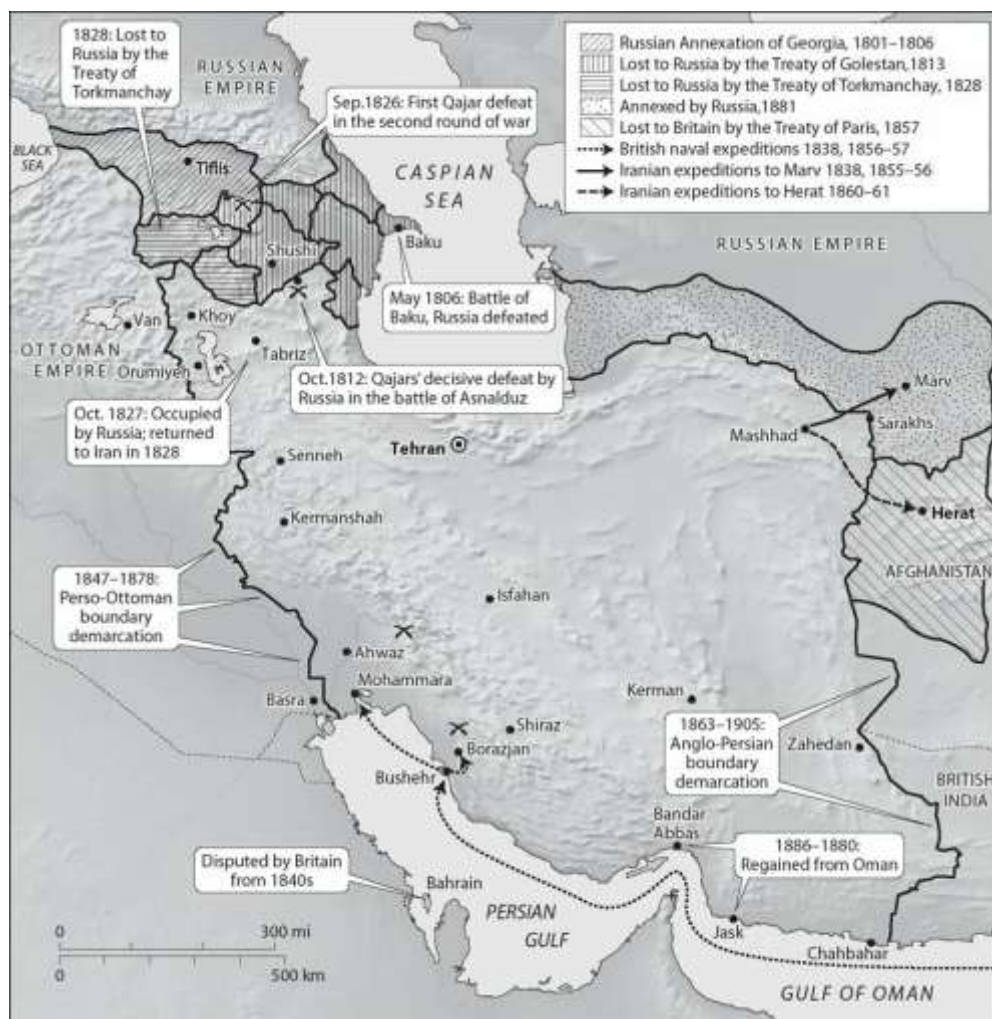 1828: Lost to
Russia by the
Treaty of
Torkmanchay
RUSSIAN
EMPIRE
Sep.1826: First Qajar defeat
in the second round of war
Russian Annexation of Georgia, 1801–1806
Lost to Russia by the Treaty of Golestan,1813
Lost to Russia by the Treaty of Torkmanchay, 1828
Annexed by Russia,1881
Lost to Britain by the Treaty of Paris, 1857
British naval expeditions 1838, 1856–57
Iranian expeditions to Marv 1838, 1855–56
Iranian expeditions to Herat 1860–61
BLACK
SEA
Tiflis
CASPIAN
SEA
Shushi
Baku
RUSSIAN EMPIRE
May 1806: Battle of
Baku, Russia defeated
Van
Khoy
OTTOMAN
EMPIRE
Orumiyeh
Tabriz
Oct.1812: Qajars' decisive defeat by
Russia in the battle of Asnalduz
Marv
Oct. 1827: Occupied
by Russia; returned
to Iran in 1828
Tehran
Mashhad
Sarakhs
Senneh
Kermanshah
Herat
AFGHANISTAN
1847–1878:
Perso-Ottoman
boundary
demarcation
Isfahan
Ahwaz
Mohammara
Basra
Kerman
1863–1905:
Anglo-Persian
boundary
demarcation
Shiraz
Borazjan
Zahedan
Bushehr
BRITISH
INDIA
Bandar
Abbas
1886–1880:
Regained from Oman
Disputed by Britain
from 1840s
Bahrain
PERSIAN
GULF
Jask
Chahbahar
0 300 mi
0 500 km
GULF OF OMAN